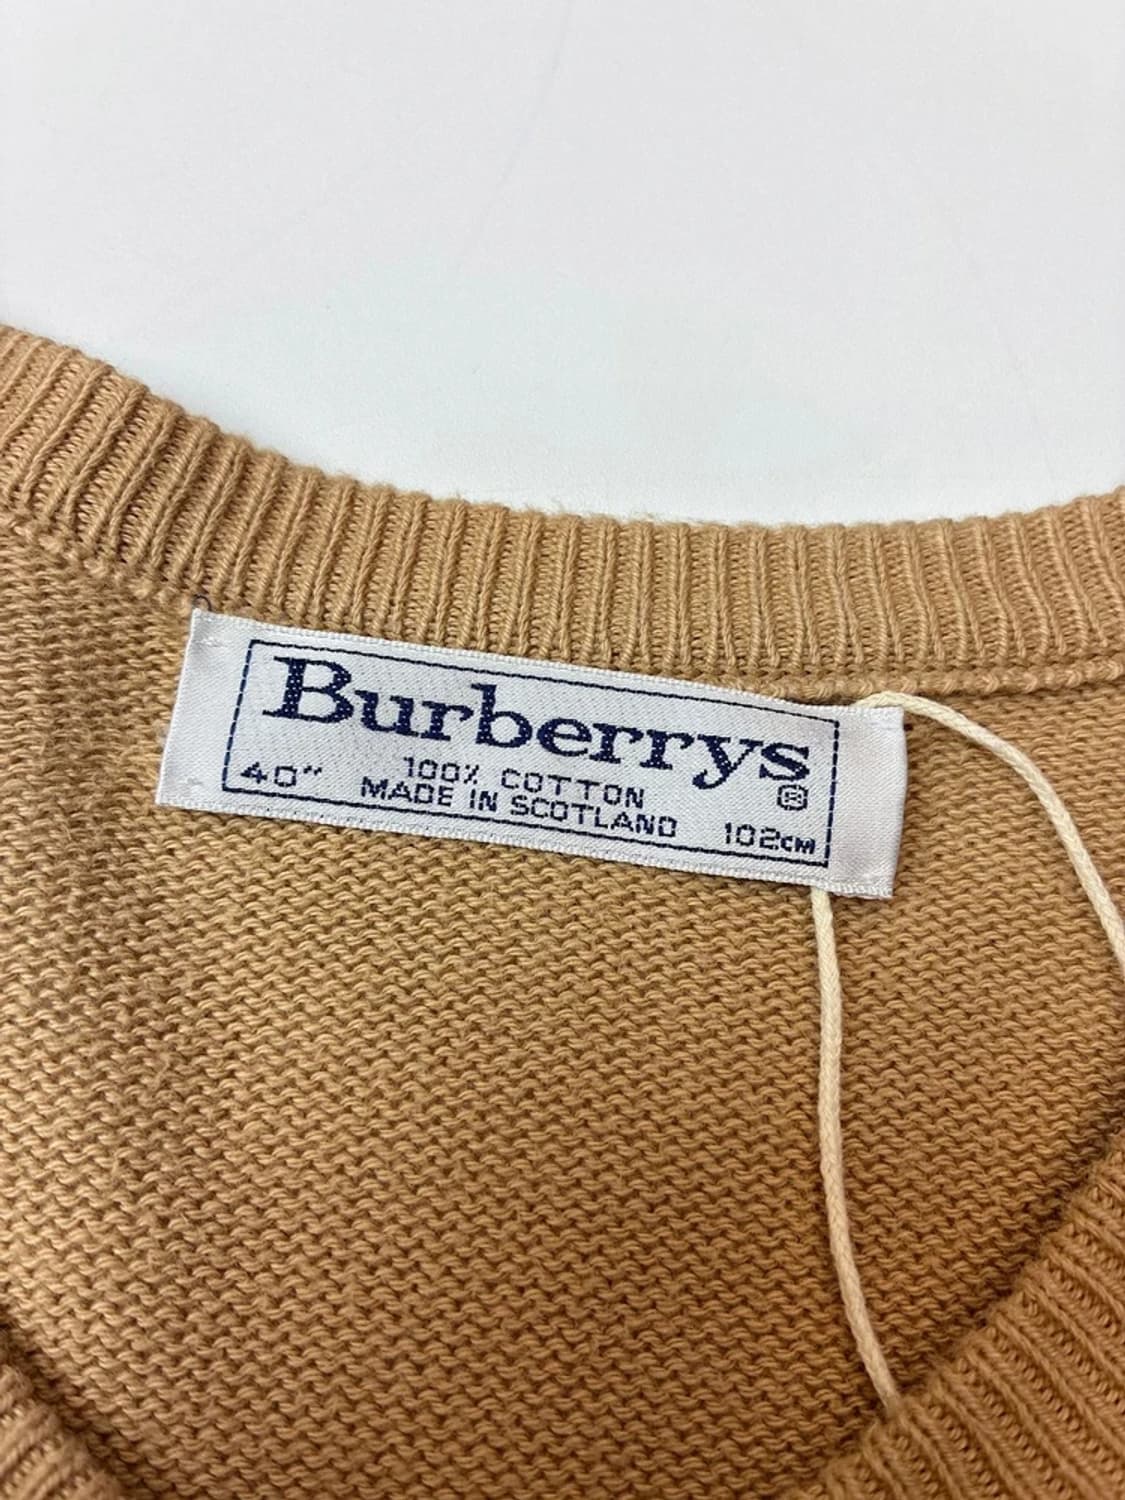 Burberrys
®
100% COTTON
40" MADE IN SCOTLAND 102CM